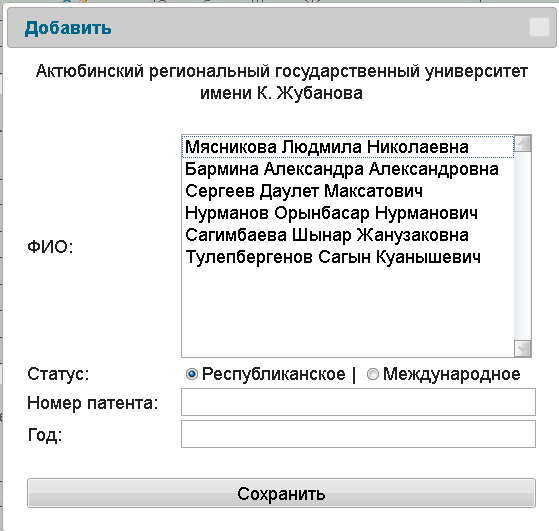 Добавить
Актюбинский региональный государственный университет
имени К. Жубанова
ФИО:
Мясникова Людмила Николаевна
Бармина Александра Александровна
Сергеев Даулет Максатович
Нурманов Орынбасар Нурманович
Сагимбаева Шынар Жанузаковна
Тулепбергенов Сагын Куанышевич
Статус: Республиканское | Международное
Номер патента:
Год:
Сохранить